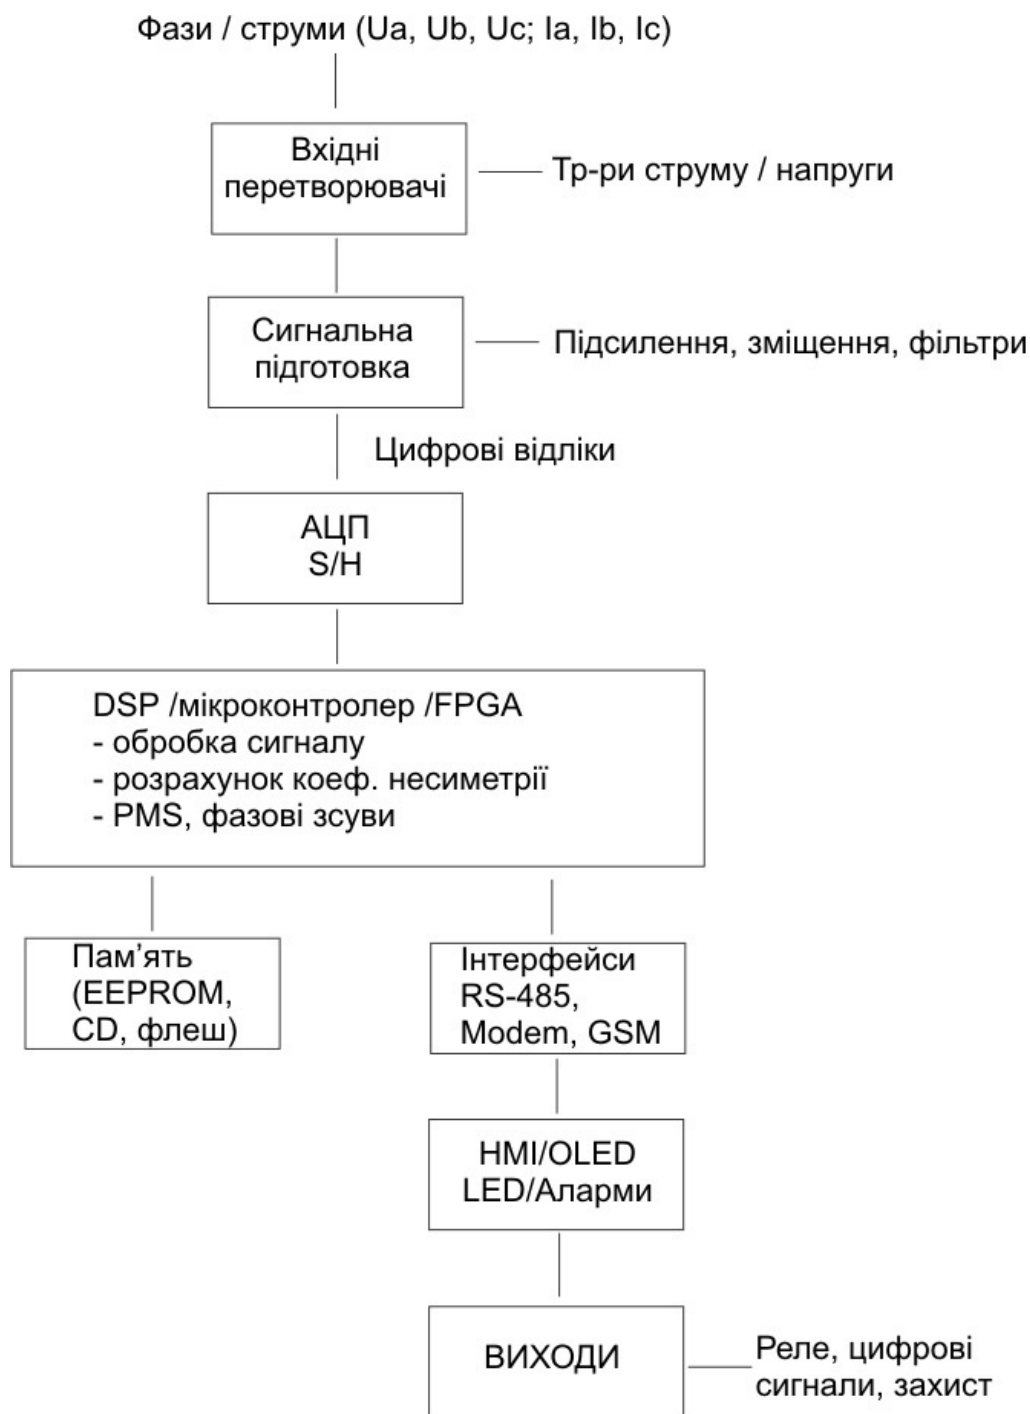 Фази / струми (Ua, Ub, Uc; Ia, Ib, Ic)
Вхідні
перетворювачі
Тр-ри струму / напруги
Сигнальна
підготовка
Підсилення, зміщення, фільтри
Цифрові відліки
АЦП
S/H
DSP /мікроконтролер /FPGA
- обробка сигналу
- розрахунок коеф. несиметрії
- PMS, фазові зсуви
Пам’ять
(EEPROM,
CD, флеш)
Інтерфейси
RS-485,
Modem, GSM
HMI/OLED
LED/Аларми
ВИХОДИ
Реле, цифрові
сигнали, захист